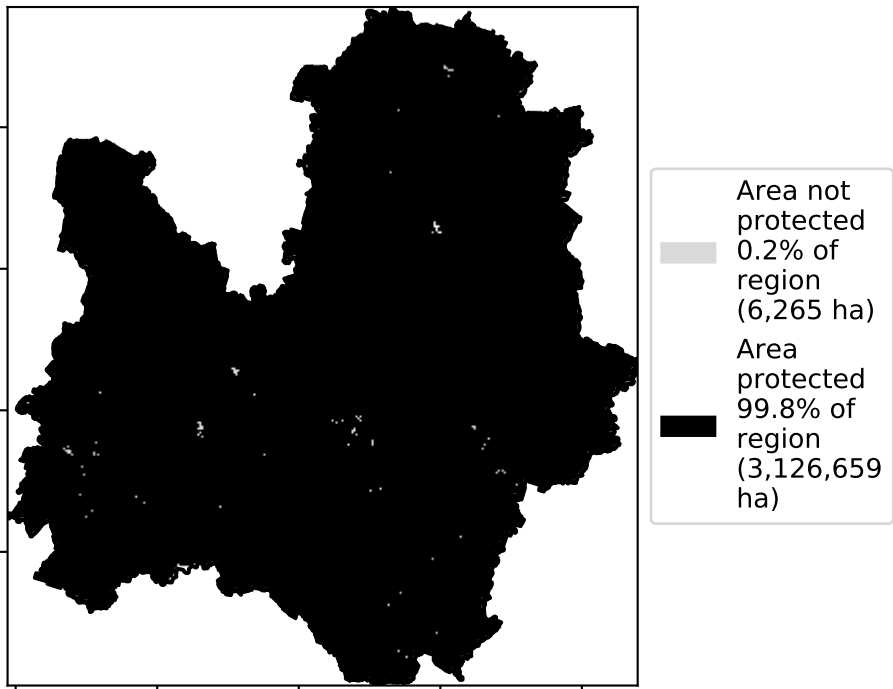 Area not
protected
0.2% of
region
(6,265 ha)
Area
protected
99.8% of
region
(3,126,659
ha)